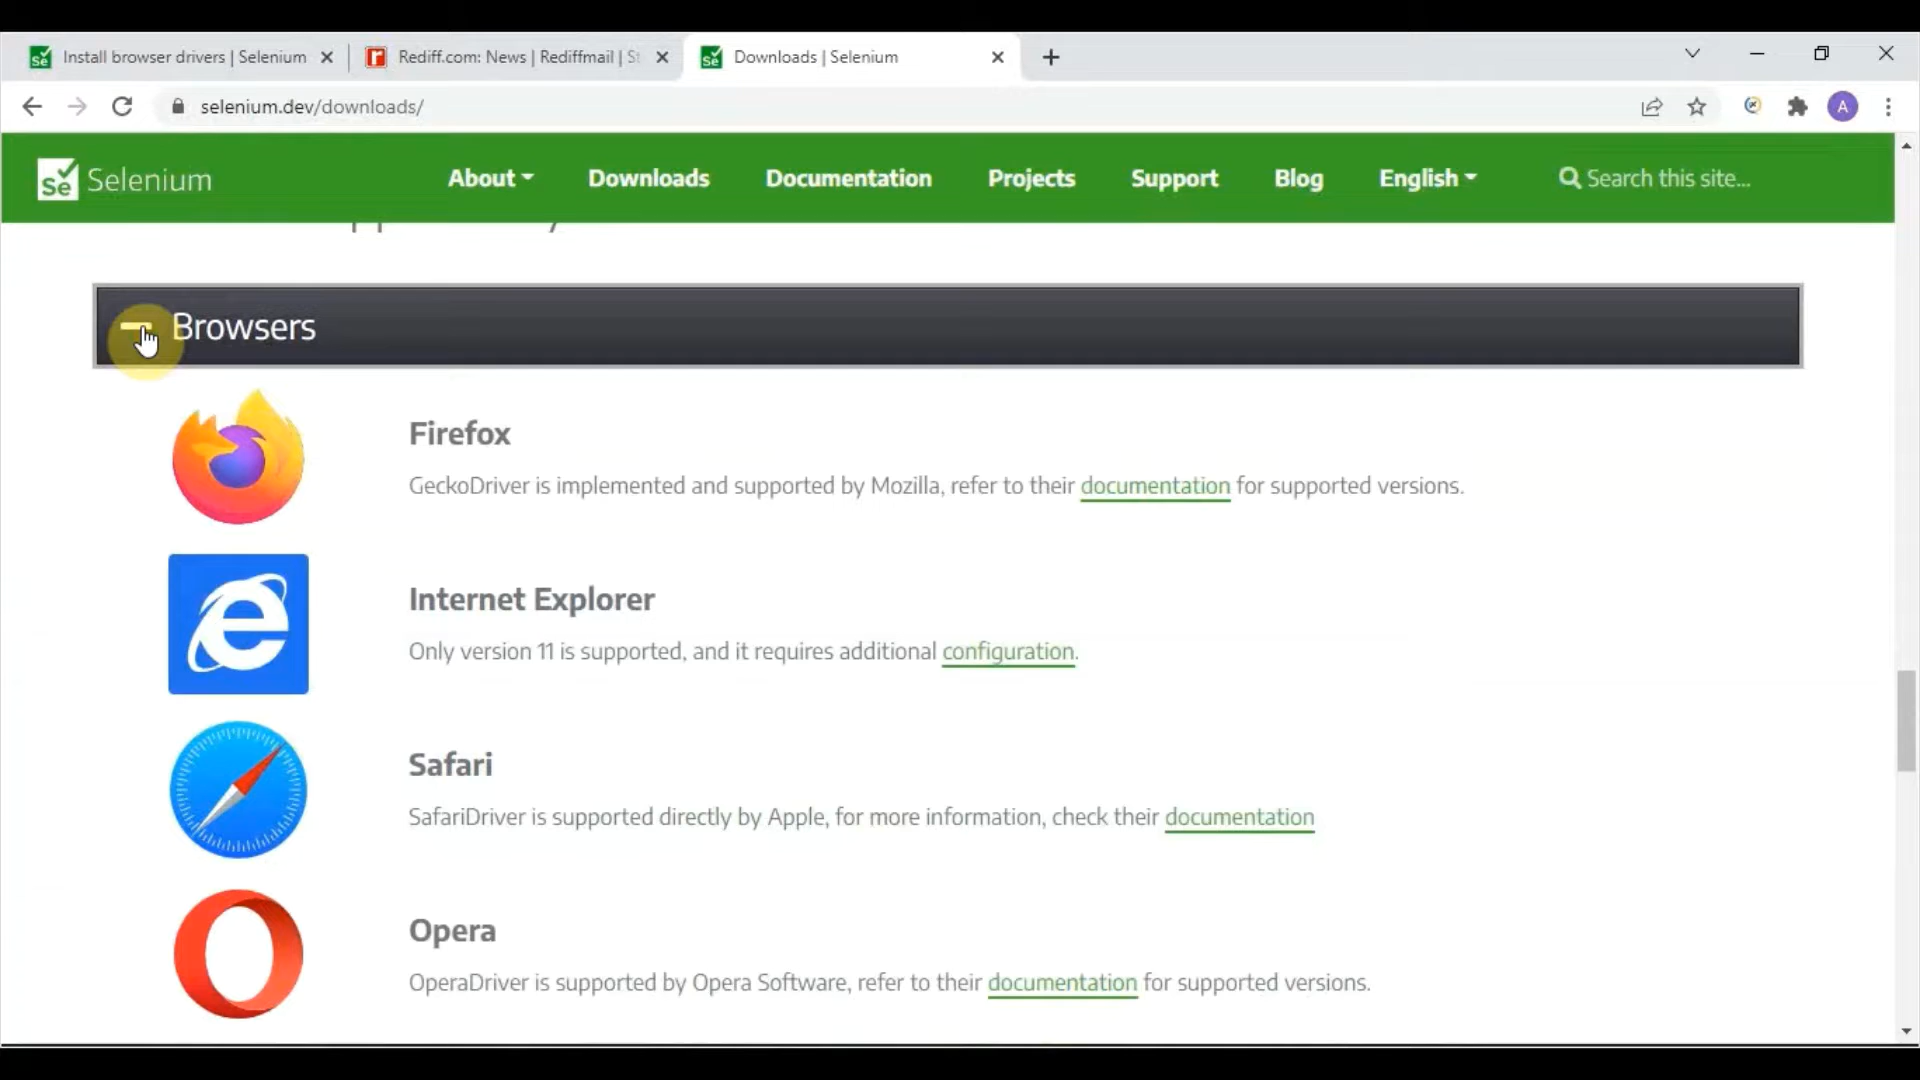 Install browser drivers | Selenium
Rediff.com: News | Rediffmail |
Downloads | Selenium
selenium.dev/downloads/
A
Se Selenium
About
Downloads
Documentation
Projects
Support
Blog
English
Search this site...
Browsers
Firefox
GeckoDriver is implemented and supported by Mozilla, refer to their documentation for supported versions.
Internet Explorer
Only version 11 is supported, and it requires additional configuration.
Safari
SafariDriver is supported directly by Apple, for more information, check their documentation
Opera
OperaDriver is supported by Opera Software, refer to their documentation for supported versions.